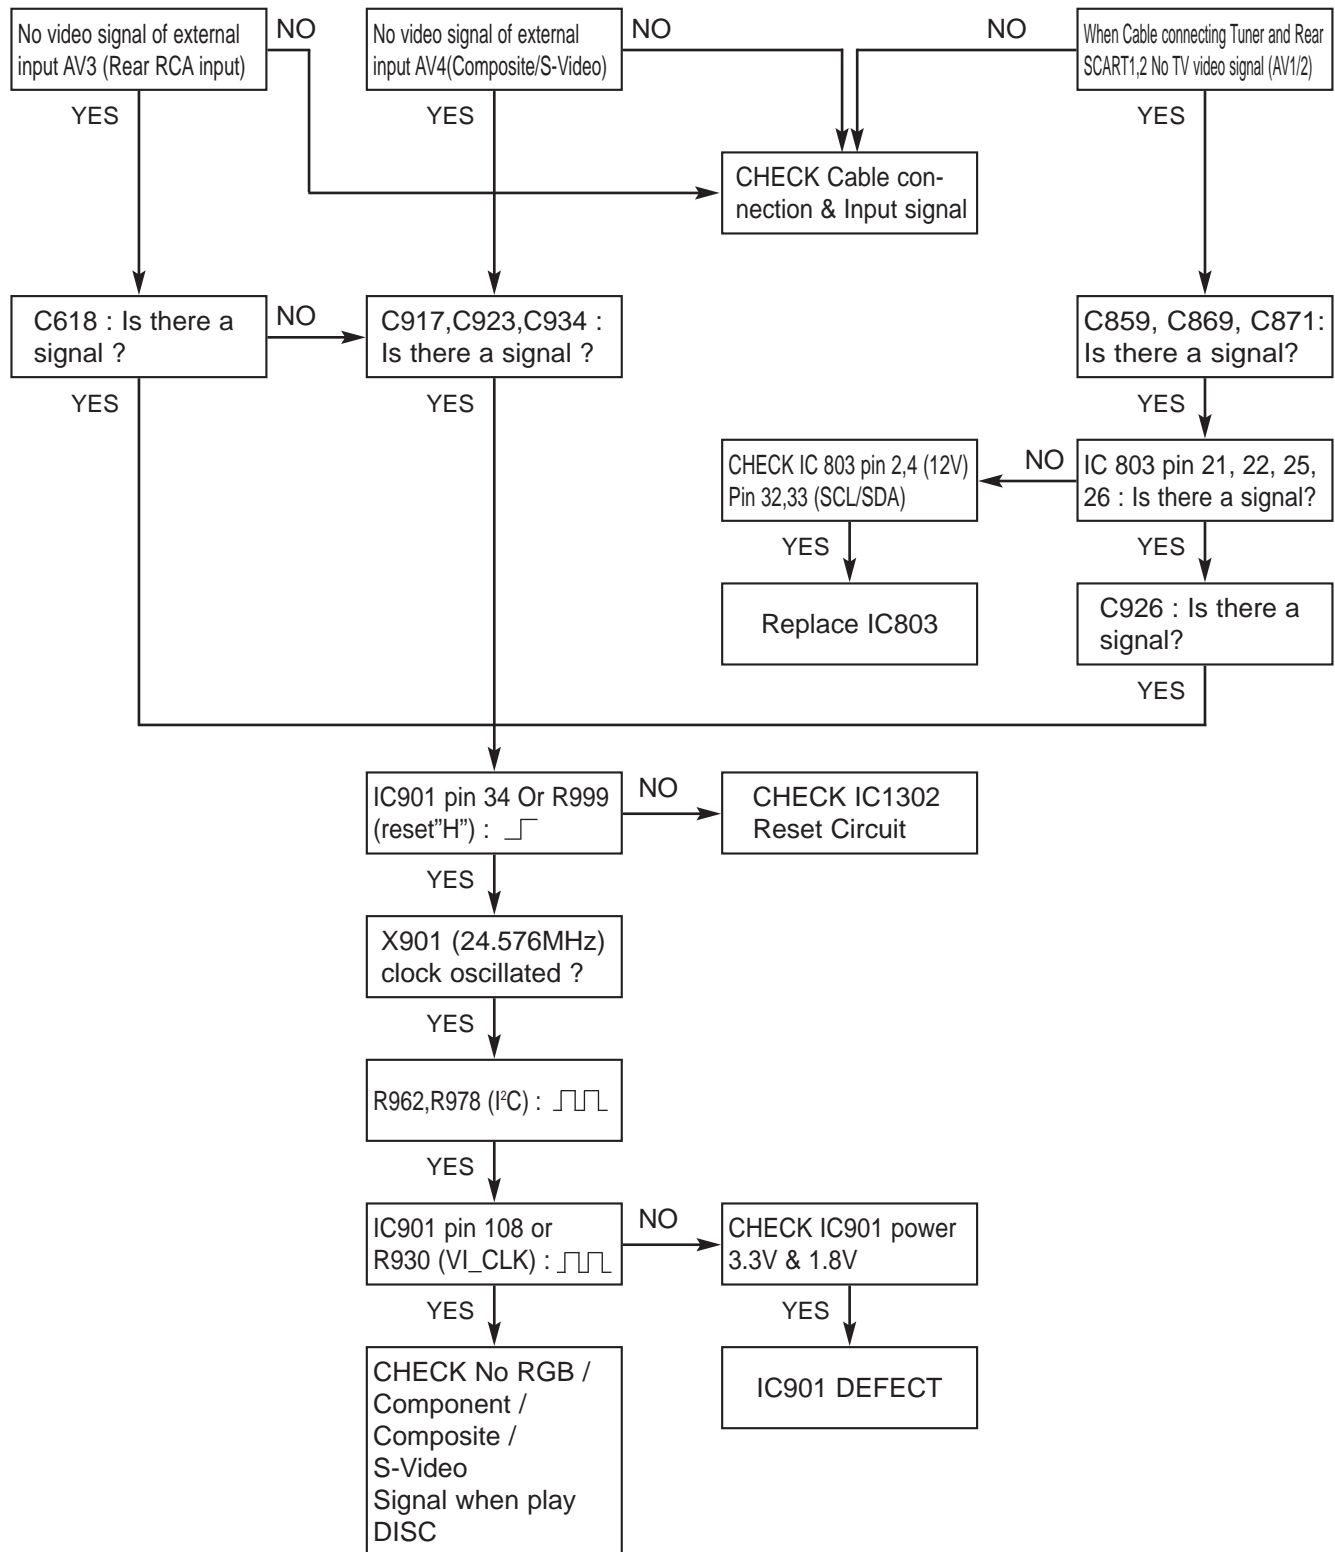 No video signal of external
input AV3 (Rear RCA input)
NO
No video signal of external
input AV4(Composite/S-Video)
NO
NO
When Cable connecting Tuner and Rear
SCART1,2 No TV video signal (AV1/2)
YES
YES
YES
CHECK Cable con-
nection & Input signal
C618 : Is there a
signal ?
NO
C917,C923,C934 :
Is there a signal ?
C859, C869, C871:
Is there a signal?
YES
YES
YES
CHECK IC 803 pin 2,4 (12V)
Pin 32,33 (SCL/SDA)
NO
IC 803 pin 21, 22, 25,
26 : Is there a signal?
YES
YES
Replace IC803
C926 : Is there a
signal?
YES
IC901 pin 34 Or R999
(reset”H”) :
NO
CHECK IC1302
Reset Circuit
YES
X901 (24.576MHz)
clock oscillated ?
YES
R962,R978 (I²C) :
YES
IC901 pin 108 or
R930 (VI_CLK) :
NO
CHECK IC901 power
3.3V & 1.8V
YES
YES
CHECK No RGB /
Component /
Composite /
S-Video
Signal when play
DISC
IC901 DEFECT